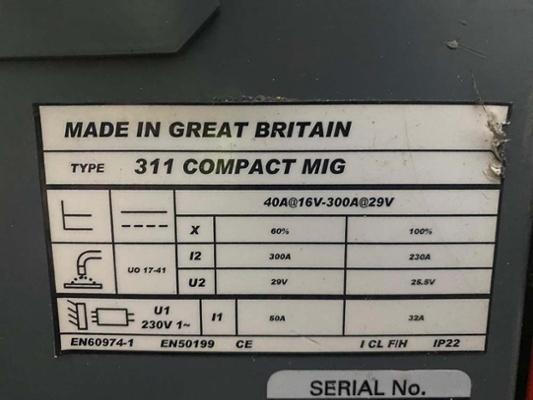 MADE IN GREAT BRITAIN
TYPE 311 COMPACT MIG
40A@16V-300A@29V
X 60% 100%
I2 300A 230A
UO 17-41
U2 29V 25.5V
U1 230V 1~ I1 50A 32A
EN60974-1 EN50199 CE I CL F/H IP22
SERIAL No.